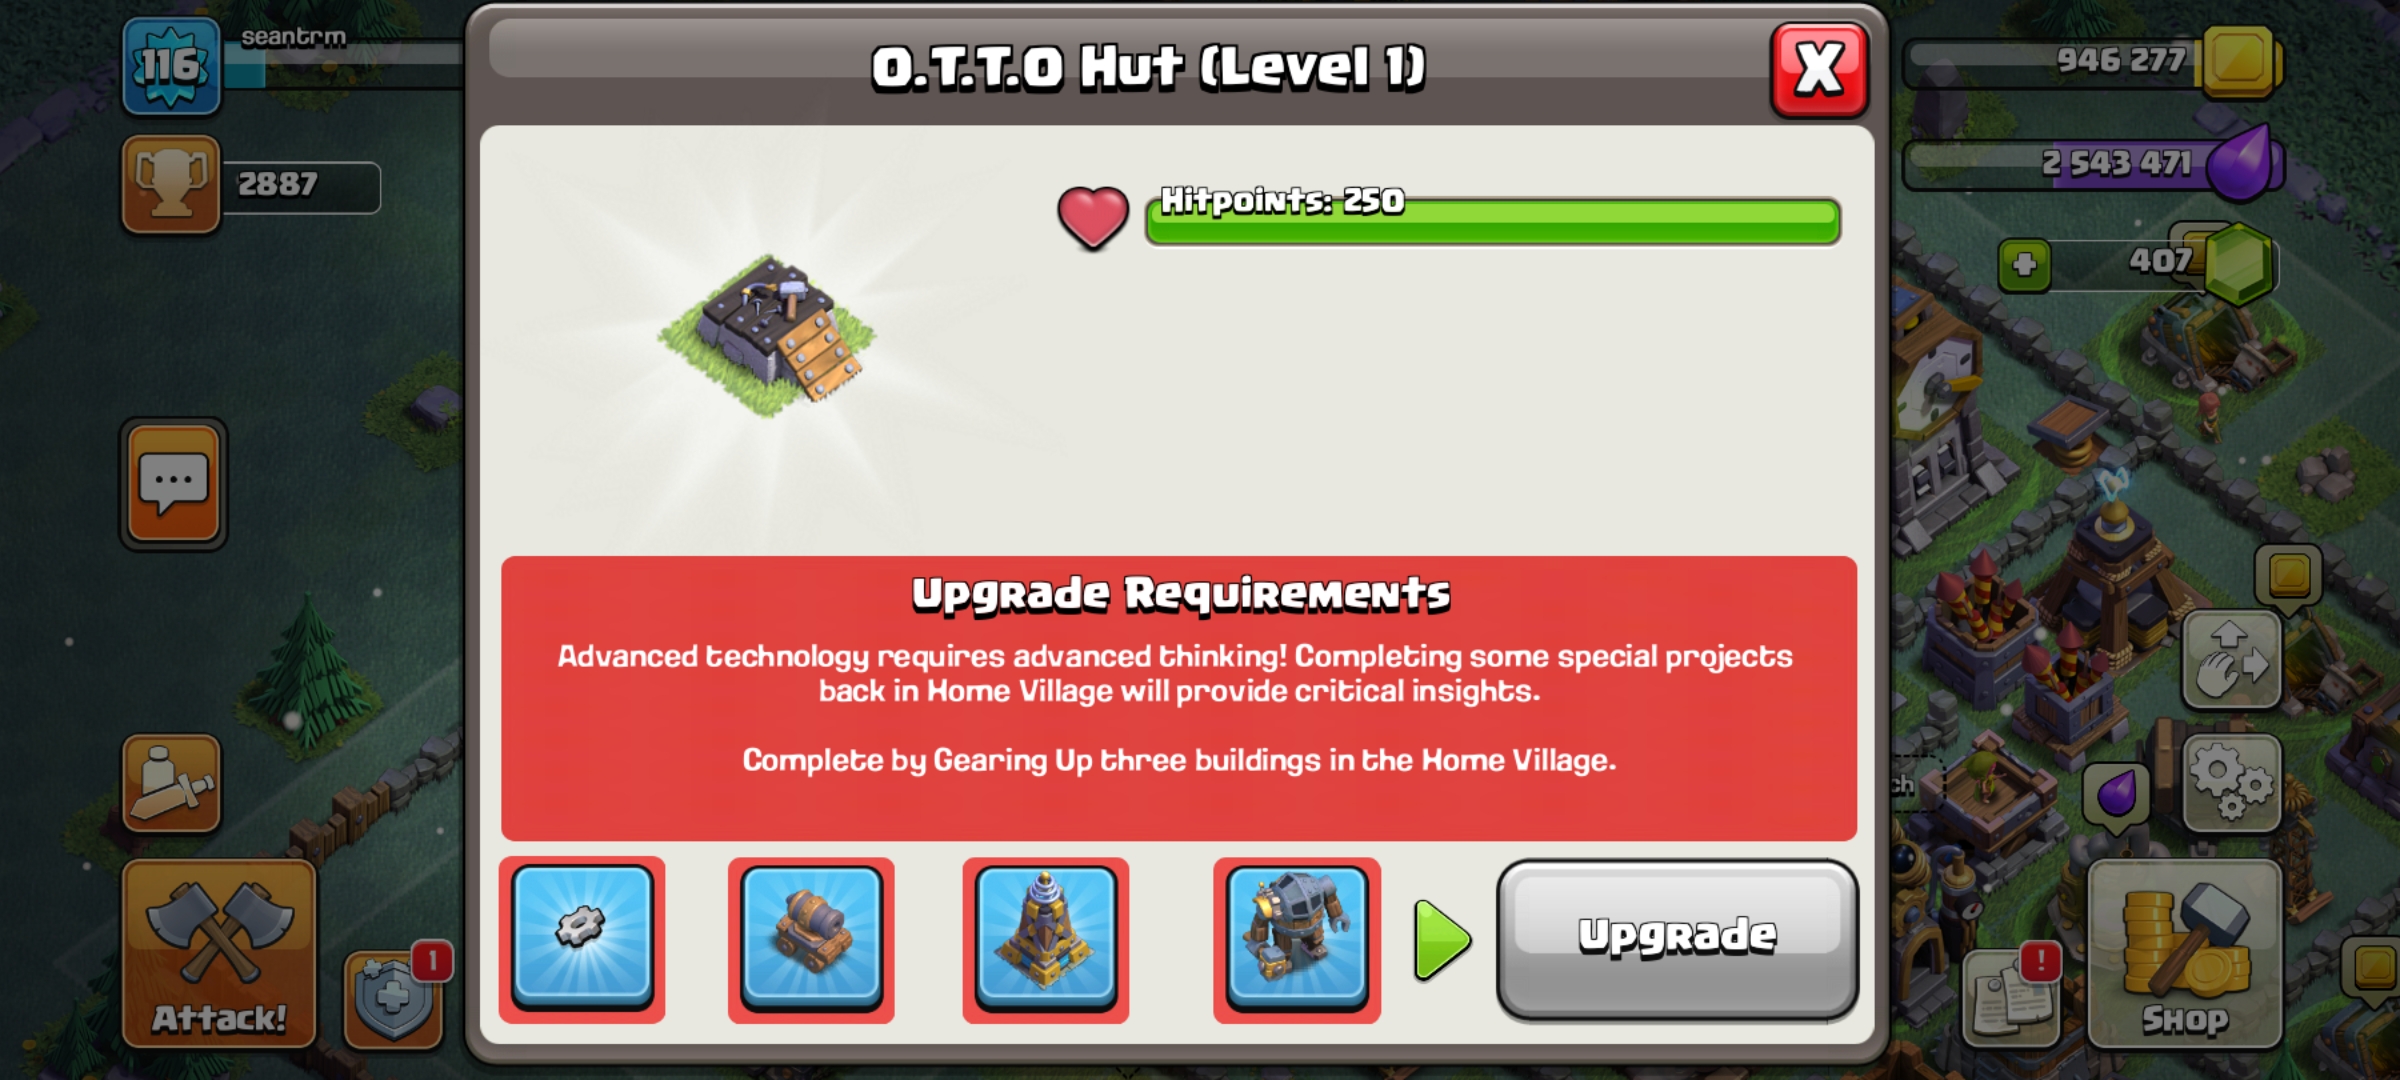 116
seantrm
O.T.T.O Hut (Level 1)
X
946 277
2887
2 543 471
Hitpoints: 250
407
Upgrade Requirements
Advanced technology requires advanced thinking! Completing some special projects
back in Home Village will provide critical insights.
Complete by Gearing Up three buildings in the Home Village.
ch
Upgrade
1
!
Attack!
Shop